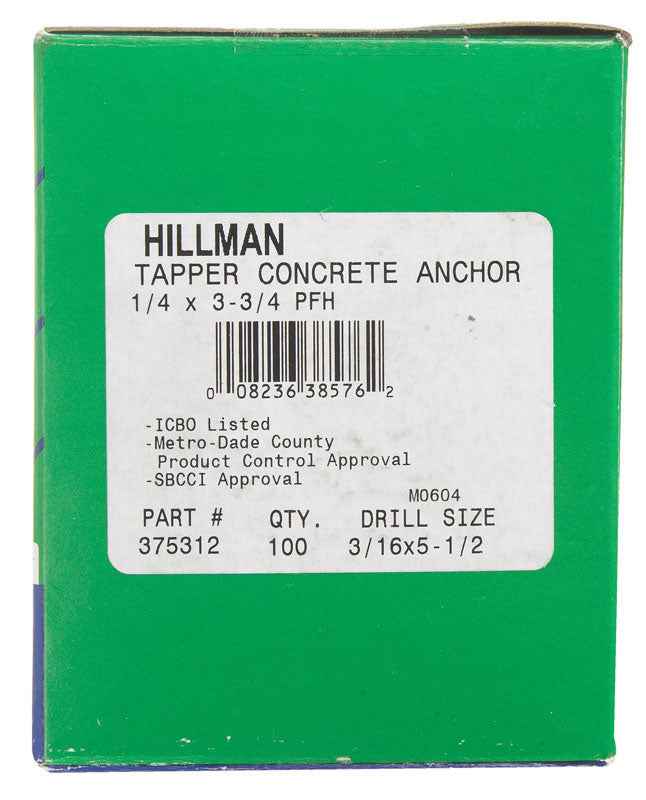 HILLMAN
TAPPER CONCRETE ANCHOR
1/4 x 3-3/4 PFH
0 08236 38576 2
-ICBO Listed
-Metro-Dade County
Product Control Approval
-SBCCI Approval
M0604
PART # QTY. DRILL SIZE
375312 100 3/16x5-1/2